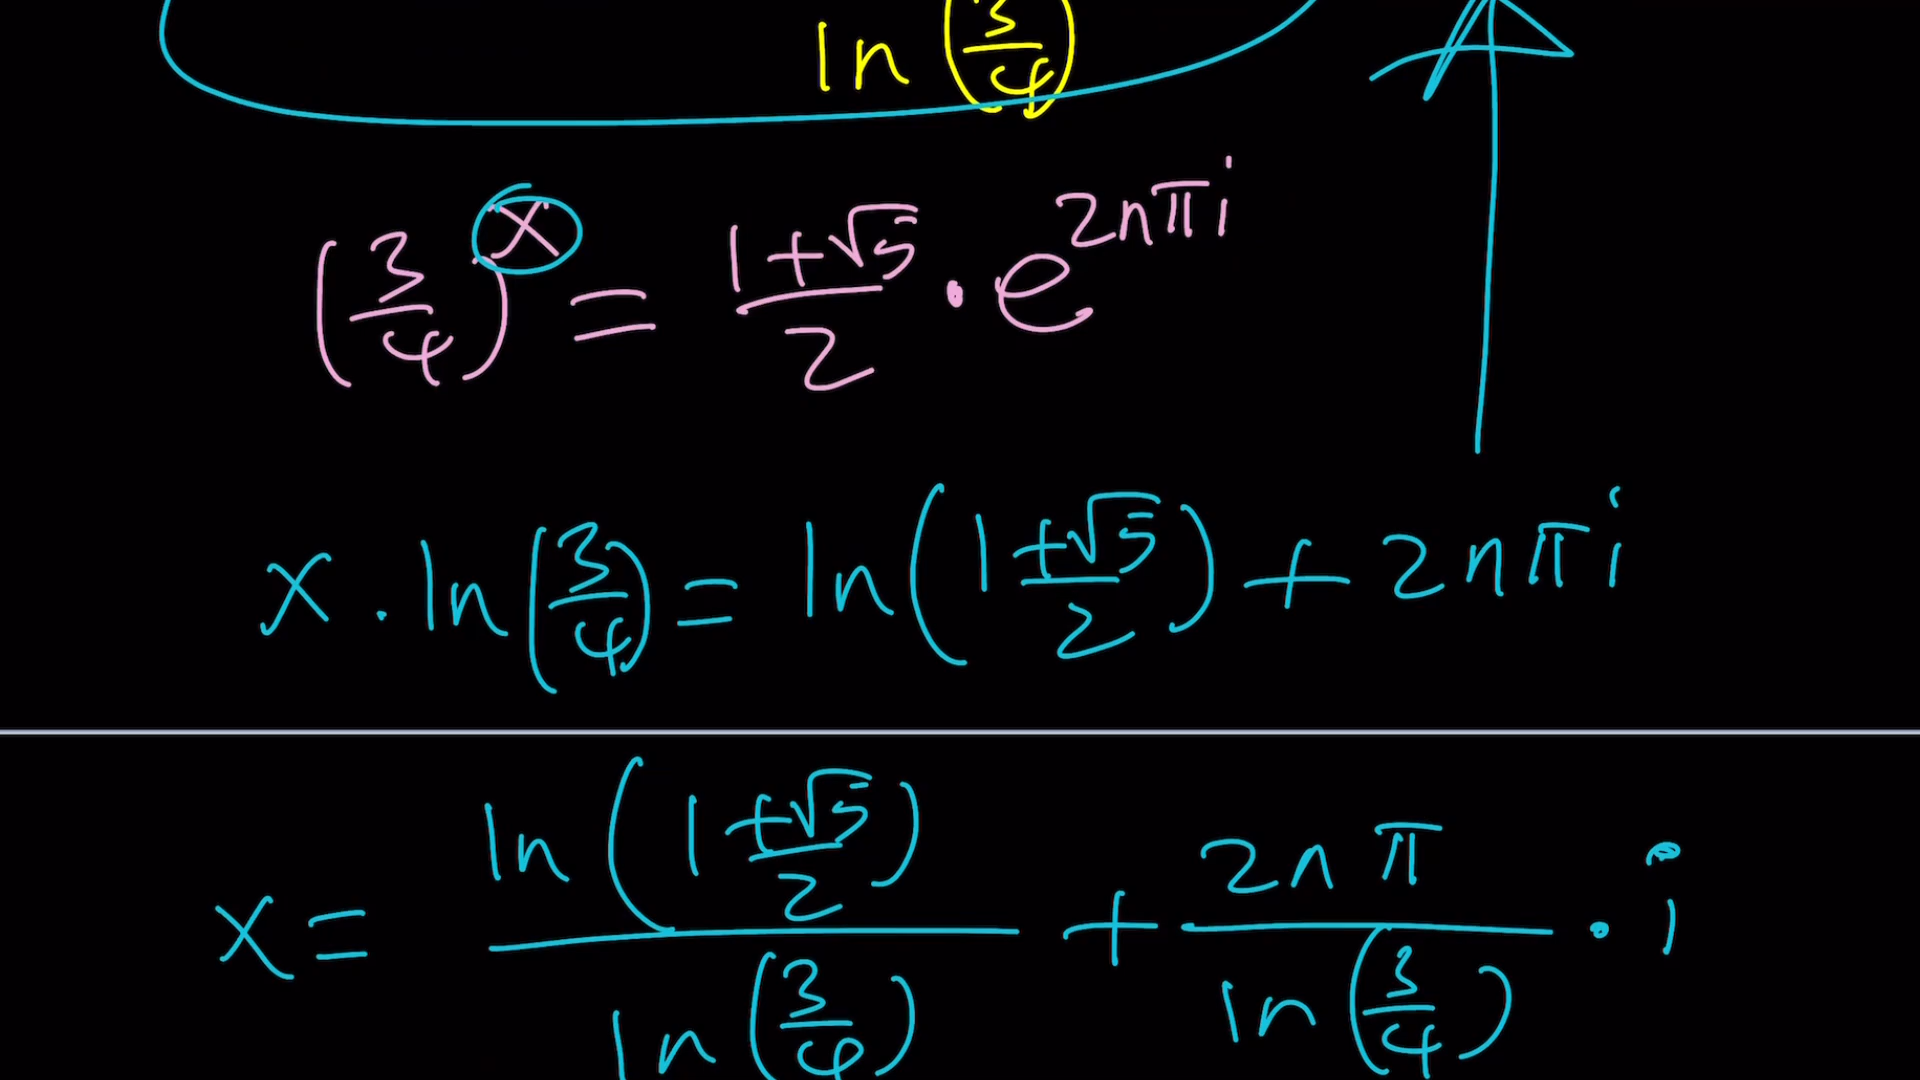 ln (3/4)
(3/4)^x = (1+√5)/2 · e^(2nπi)
x . ln(3/4) = ln((1+√5)/2) + 2nπi
x = ln((1+√5)/2) / ln(3/4) + 2nπ / ln(3/4) · i